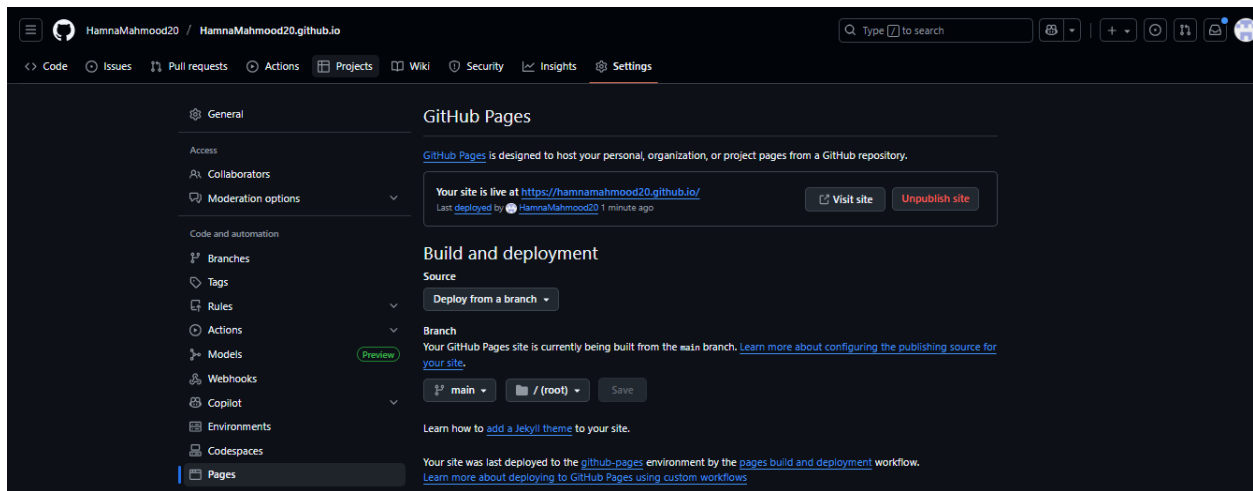 HamnaMahmood20 / HamnaMahmood20.github.io
Type / to search
Code Issues Pull requests Actions Projects Wiki Security Insights Settings
General
Access
Collaborators
Moderation options
Code and automation
Branches
Tags
Rules
Actions
Models Preview
Webhooks
Copilot
Environments
Codespaces
Pages
GitHub Pages
GitHub Pages is designed to host your personal, organization, or project pages from a GitHub repository.
Your site is live at https://hamnamahmood20.github.io/
Last deployed by HamnaMahmood20 1 minute ago
Visit site
Unpublish site
Build and deployment
Source
Deploy from a branch
Branch
Your GitHub Pages site is currently being built from the main branch. Learn more about configuring the publishing source for
your site.
main / (root) Save
Learn how to add a Jekyll theme to your site.
Your site was last deployed to the github-pages environment by the pages build and deployment workflow.
Learn more about deploying to GitHub Pages using custom workflows